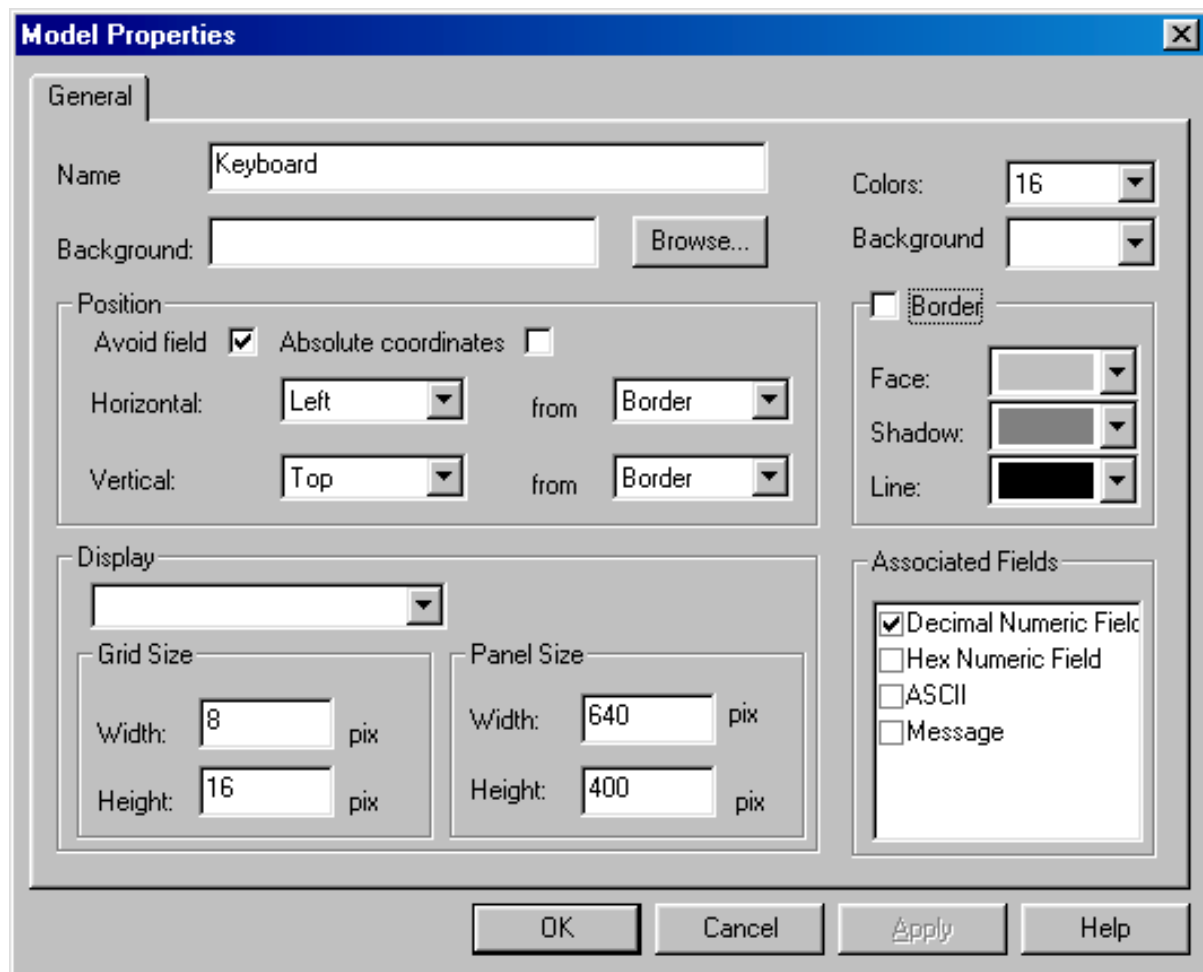 Model Properties
General
Name Keyboard
Colors: 16
Background: Browse...
Background
Position
Avoid field Absolute coordinates
Horizontal: Left from Border
Vertical: Top from Border
Border
Face:
Shadow:
Line:
Display
Grid Size
Width: 8 pix
Height: 16 pix
Panel Size
Width: 640 pix
Height: 400 pix
Associated Fields
Decimal Numeric Fielc
Hex Numeric Field
ASCII
Message
OK Cancel Apply Help